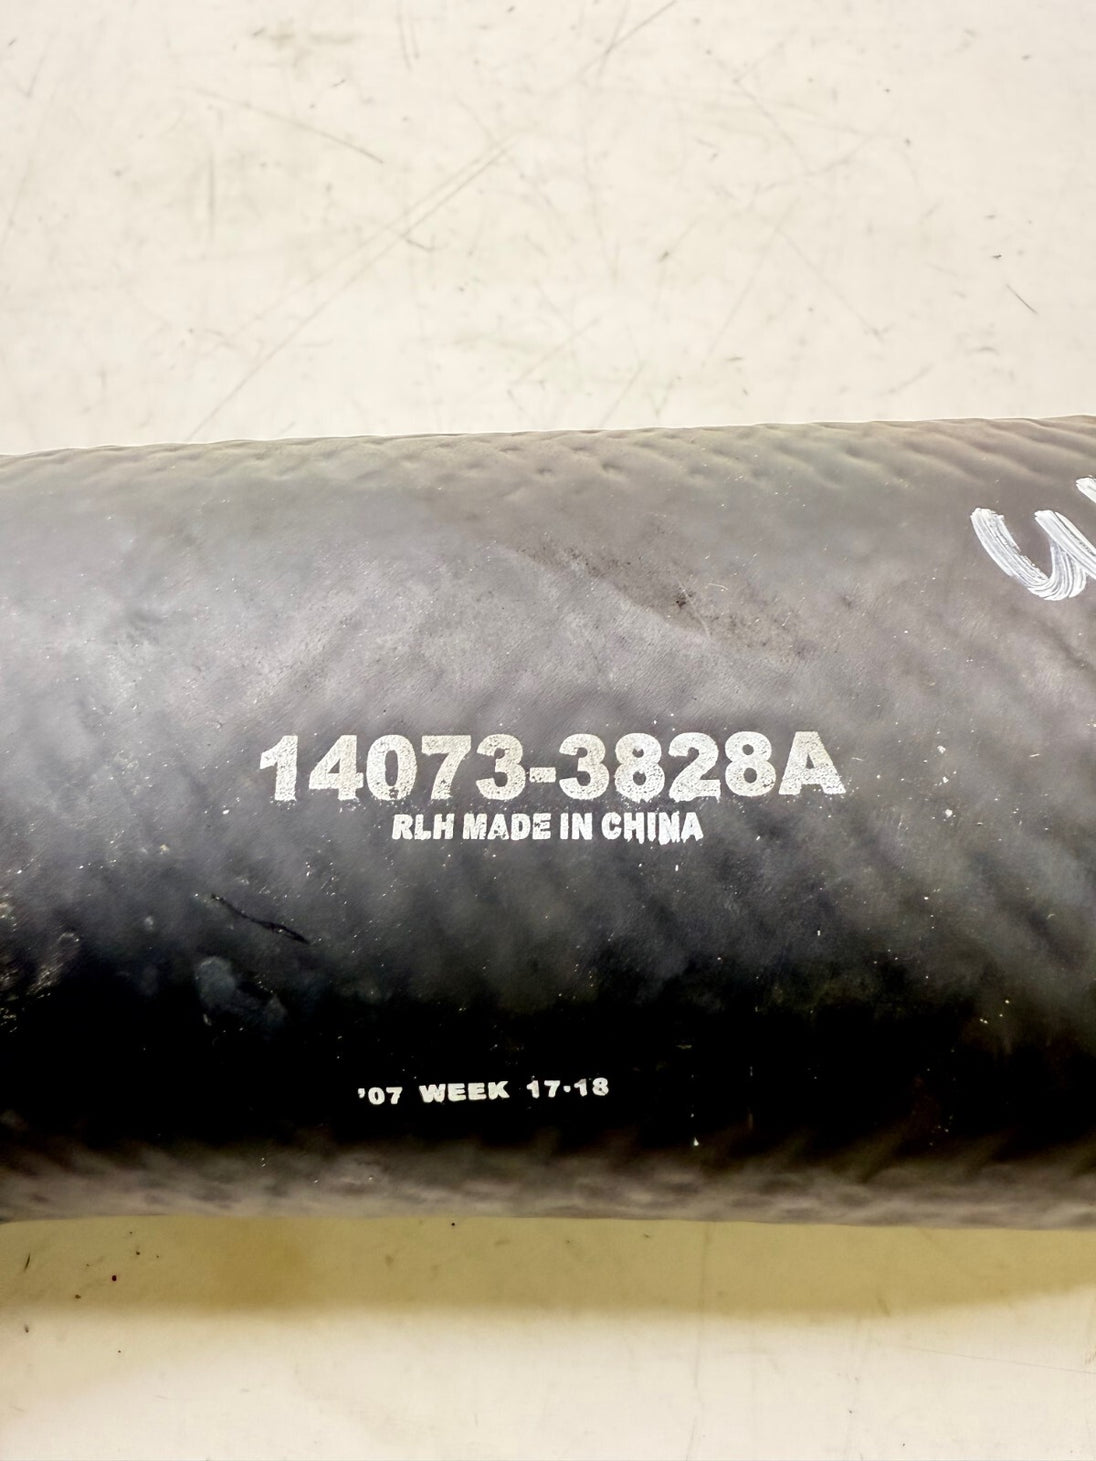 14073-3828A
RLH MADE IN CHINA
'07 WEEK 17-18